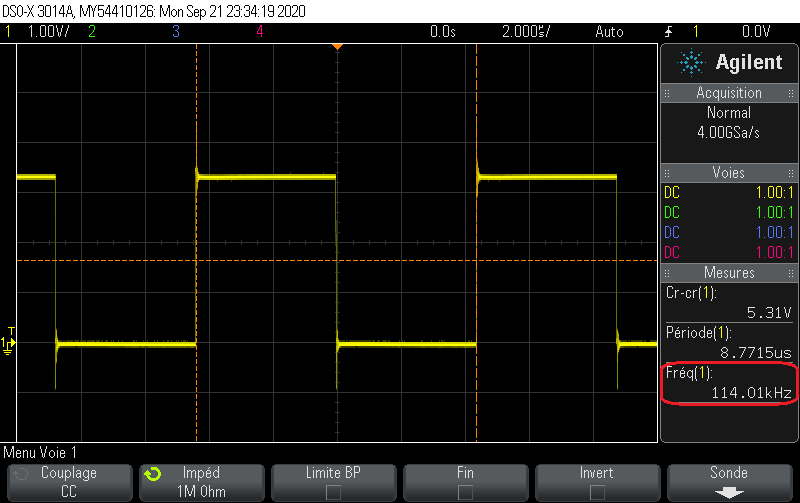 DSO-X 3014A, MY54410126: Mon Sep 21 23:34:19 2020
1 1.00V/ 2 3 4 0.0s 2.000us/ Auto 1 0.0V
Agilent
Acquisition
Normal
4.00GSa/s
Voies
DC 1.00:1
DC 1.00:1
DC 1.00:1
DC 1.00:1
Mesures
Cr-cr(1):
5.31V
Période(1):
8.7715us
Fréq(1):
114.01kHz
T
1
Menu Voie 1
Couplage
CC
Impéd
1M Ohm
Limite BP
Fin
Invert
Sonde